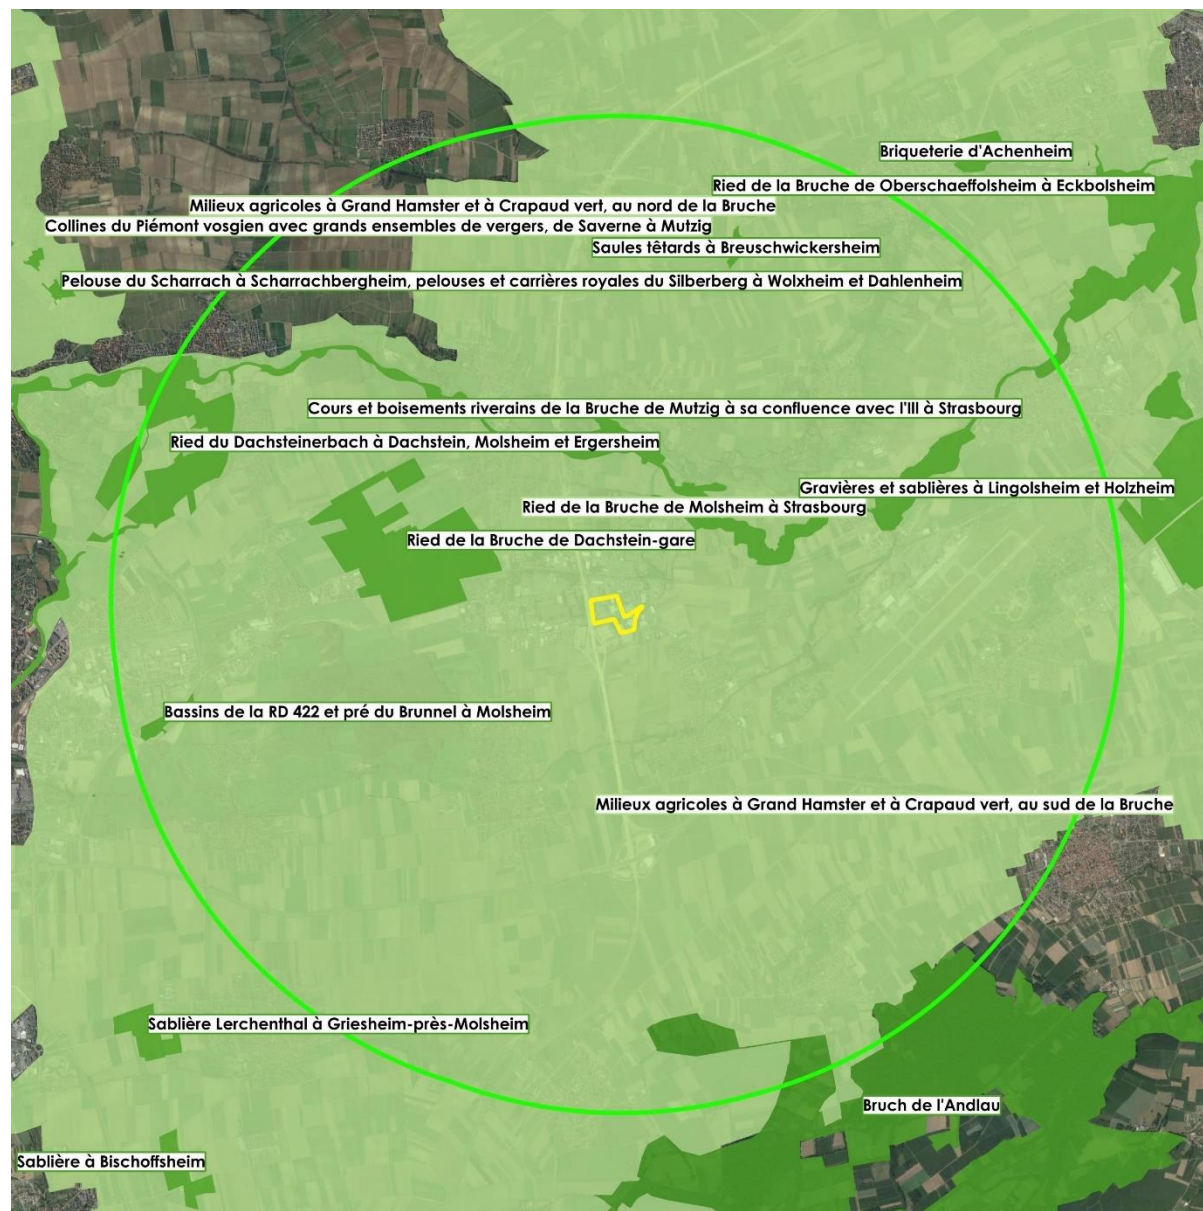 Briqueterie d'Achenheim
Ried de la Bruche de Oberschaeffolsheim à Eckbolsheim
Milieux agricoles à Grand Hamster et à Crapaud vert, au nord de la Bruche
Collines du Piémont vosgien avec grands ensembles de vergers, de Saverne à Mutzig
Saules têtards à Breuschwickersheim
Pelouse du Scharrach à Scharrachbergheim, pelouses et carrières royales du Silberberg à Wolxheim et Dahlenheim
Cours et boisements riverains de la Bruche de Mutzig à sa confluence avec l'Ill à Strasbourg
Ried du Dachsteinerbach à Dachstein, Molsheim et Ergersheim
Gravières et sablières à Lingolsheim et Holzheim
Ried de la Bruche de Molsheim à Strasbourg
Ried de la Bruche de Dachstein-gare
Bassins de la RD 422 et pré du Brunnel à Molsheim
Milieux agricoles à Grand Hamster et à Crapaud vert, au sud de la Bruche
Sablière Lerchenthal à Griesheim-près-Molsheim
Bruch de l'Andlau
Sablière à Bischoffsheim